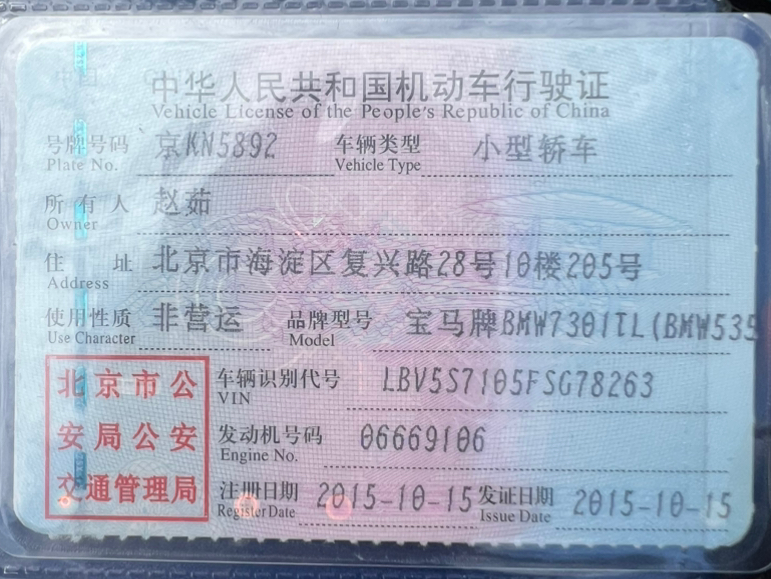 中华人民共和国机动车行驶证
Vehicle License of the People's Republic of China
号牌号码 京KN5892 车辆类型 小型轿车
Plate No. Vehicle Type
所有人 赵茹
Owner
住址 北京市海淀区复兴路28号10楼205号
Address
使用性质 非营运 品牌型号 宝马牌BMW7301TL(BMW535
Use Character Model
北京市公安局公安交通管理局
车辆识别代号 LBV5S7105FSG78263
VIN
发动机号码 06669106
Engine No.
注册日期 2015-10-15 发证日期 2015-10-15
Register Date Issue Date